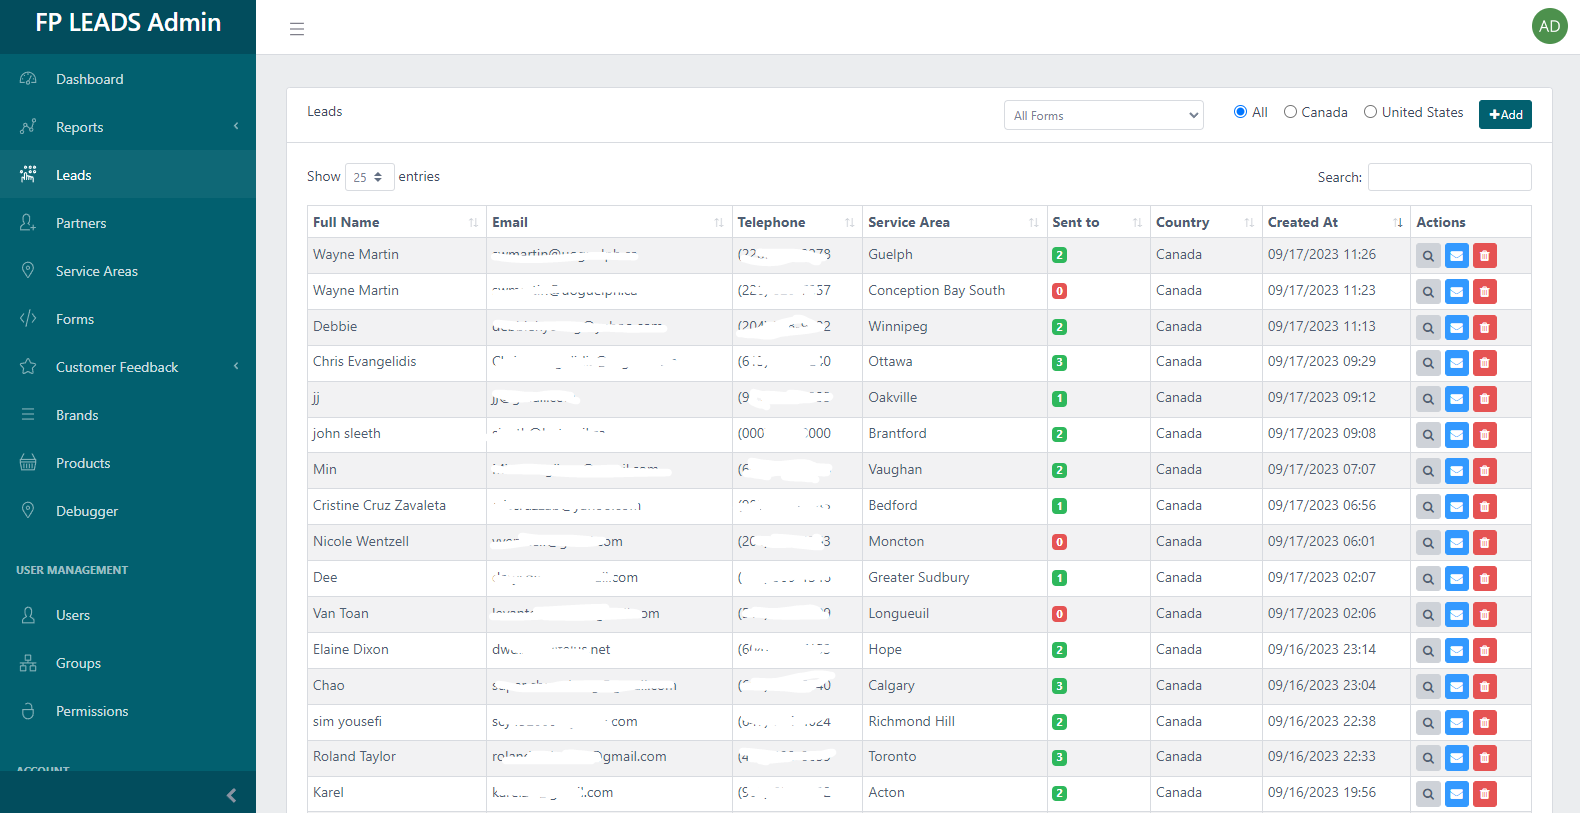 FP LEADS Admin
AD
Dashboard
Reports
Leads
Partners
Service Areas
Forms
Customer Feedback
Brands
Products
Debugger
USER MANAGEMENT
Users
Groups
Permissions
ACCOUNT
Leads
All Forms
All
Canada
United States
Add
Show 25 entries
Search:
Full Name Email Telephone Service Area Sent to Country Created At Actions
Wayne Martin Guelph 2 Canada 09/17/2023 11:26
Wayne Martin Conception Bay South 0 Canada 09/17/2023 11:23
Debbie Winnipeg 2 Canada 09/17/2023 11:13
Chris Evangelidis Ottawa 3 Canada 09/17/2023 09:29
jj Oakville 1 Canada 09/17/2023 09:12
john sleeth Brantford 2 Canada 09/17/2023 09:08
Min Vaughan 2 Canada 09/17/2023 07:07
Cristine Cruz Zavaleta Bedford 1 Canada 09/17/2023 06:56
Nicole Wentzell Moncton 0 Canada 09/17/2023 06:01
Dee Greater Sudbury 1 Canada 09/17/2023 02:07
Van Toan Longueuil 0 Canada 09/17/2023 02:06
Elaine Dixon Hope 2 Canada 09/16/2023 23:14
Chao Calgary 3 Canada 09/16/2023 23:04
sim yousefi Richmond Hill 2 Canada 09/16/2023 22:38
Roland Taylor Toronto 3 Canada 09/16/2023 22:33
Karel Acton 2 Canada 09/16/2023 19:56